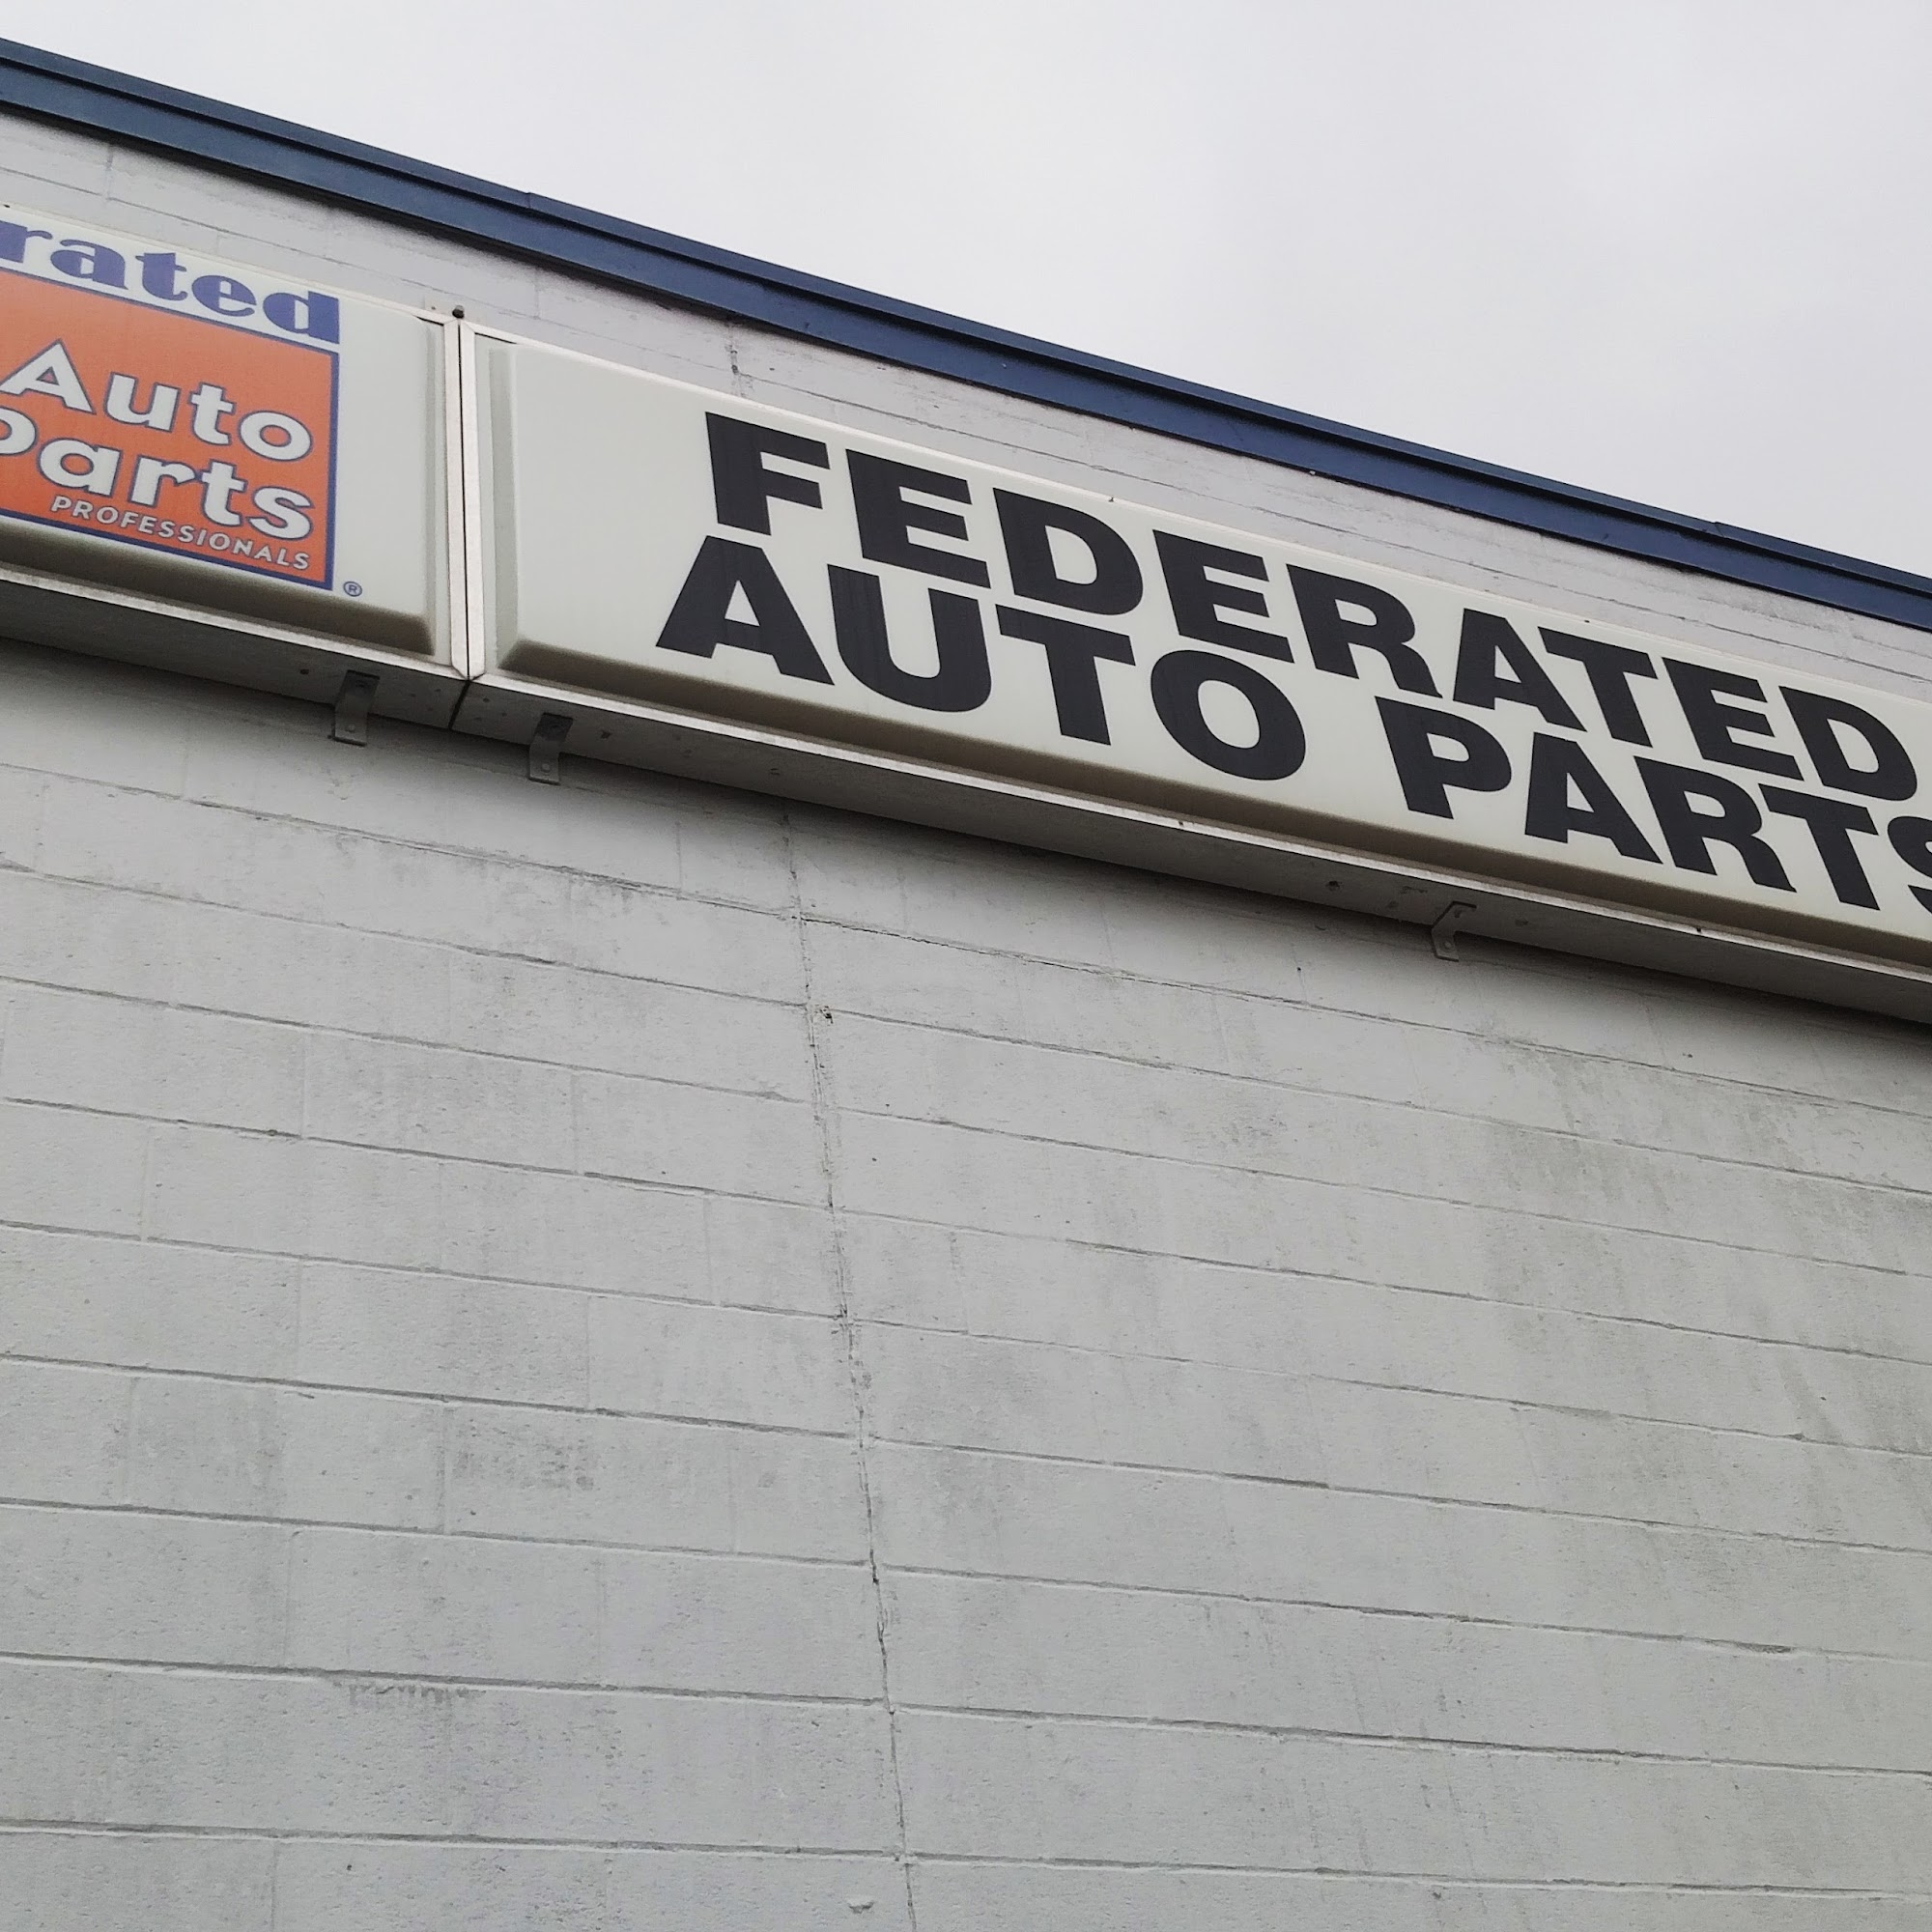 rated
Auto
Parts
PROFESSIONALS
®
FEDERATED
AUTO PARTS